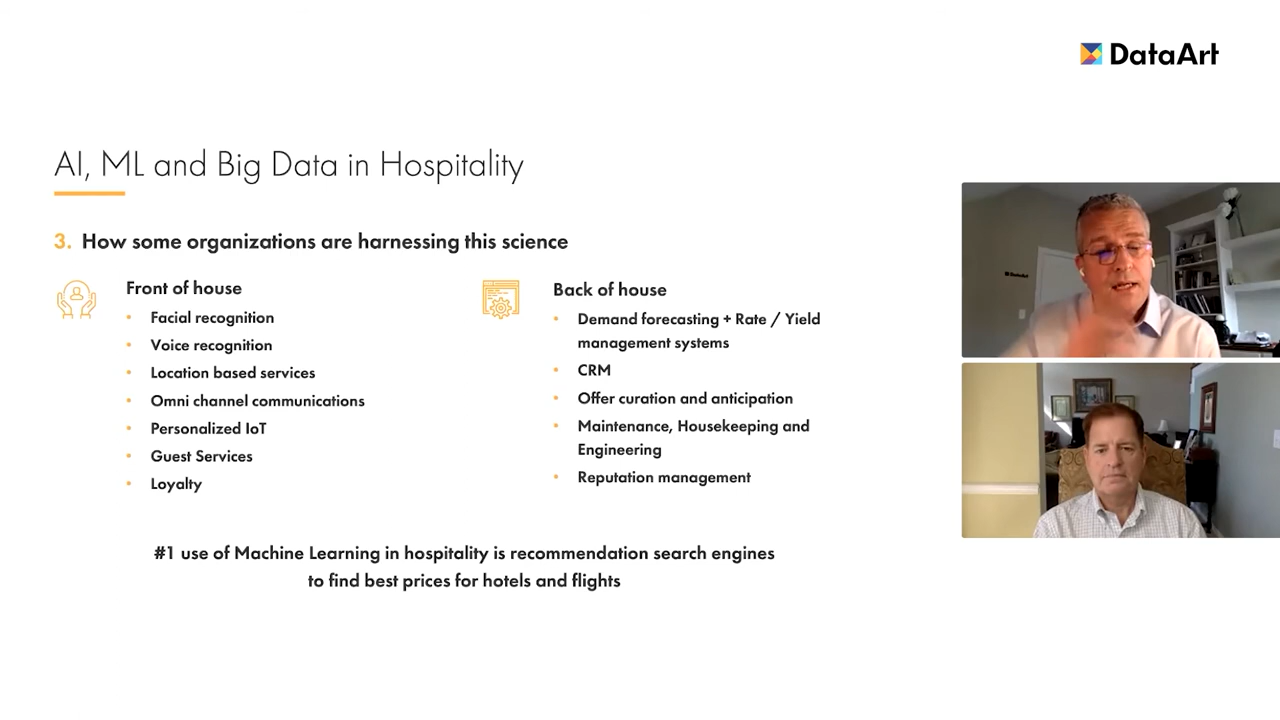 DataArt
AI, ML and Big Data in Hospitality
3. How some organizations are harnessing this science
Front of house
• Facial recognition
• Voice recognition
• Location based services
• Omni channel communications
• Personalized IoT
• Guest Services
• Loyalty
Back of house
• Demand forecasting + Rate / Yield
management systems
• CRM
• Offer curation and anticipation
• Maintenance, Housekeeping and
Engineering
• Reputation management
#1 use of Machine Learning in hospitality is recommendation search engines
to find best prices for hotels and flights
DataArt